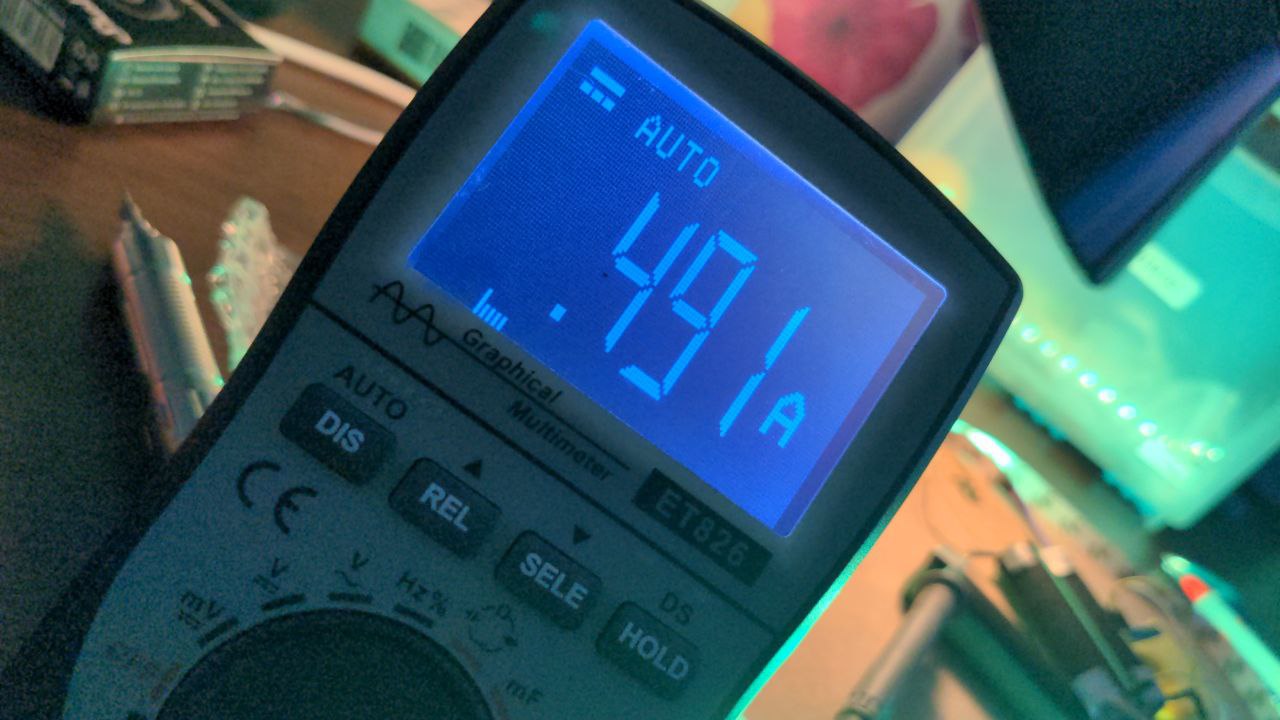 AUTO
.491 A
Graphical
Multimeter
ET826
AUTO
DIS
REL
SELE
DS
HOLD
CE
mV
V
V
Hz%
mF